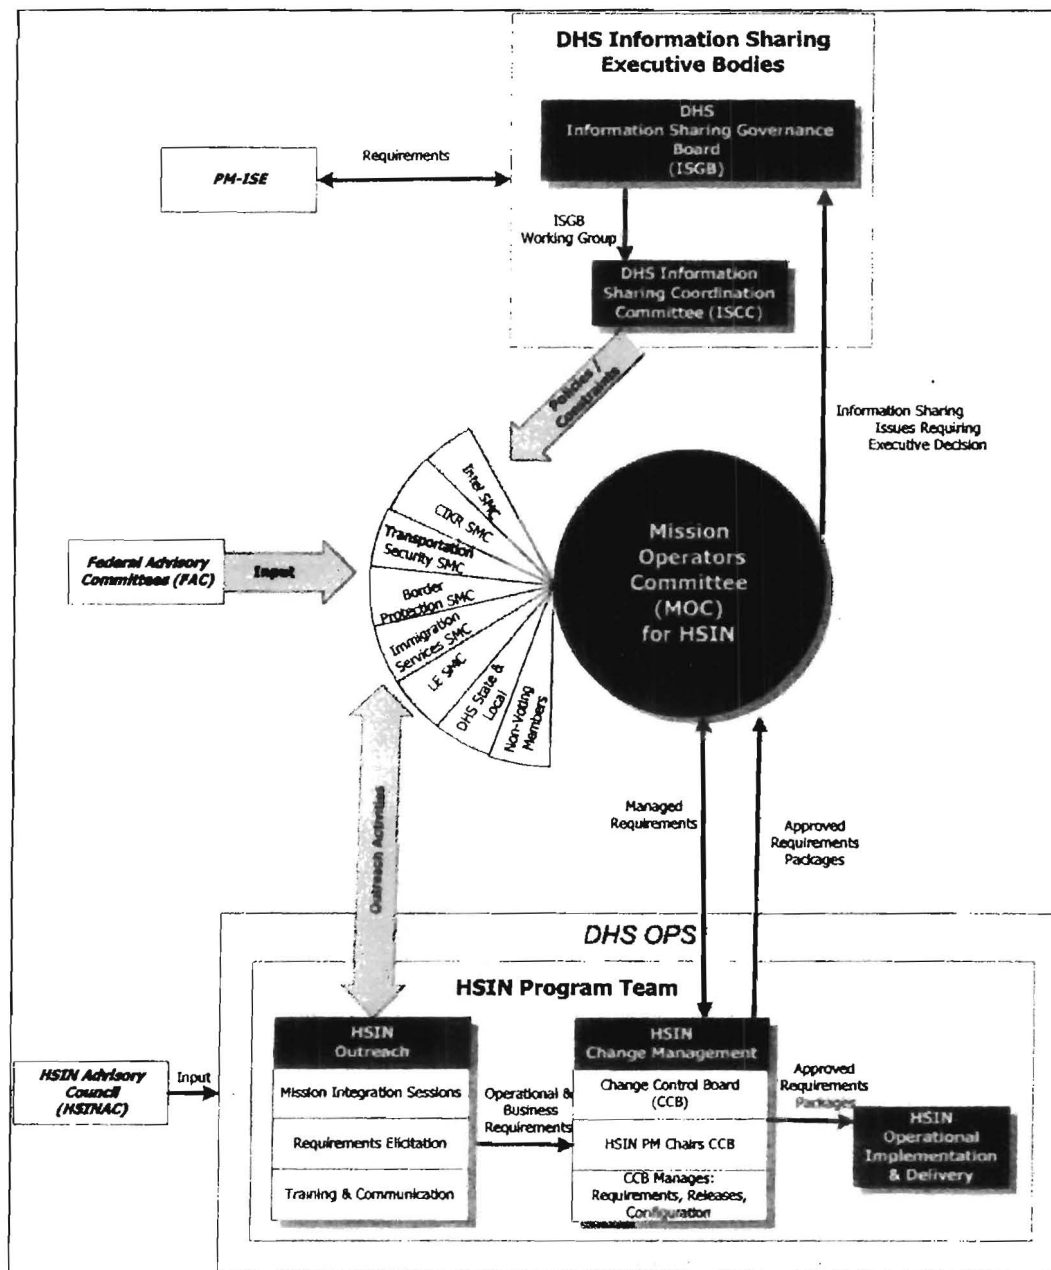 DHS Information Sharing
Executive Bodies
DHS
Information Sharing Governance
Board
(ISGB)
Requirements
PM-ISE
ISGB
Working Group
DHS Information
Sharing Coordination
Committee (ISCC)
Policies /
Constraints
Information Sharing
Issues Requiring
Executive Decision
Intel SMC
CIKR SMC
Transportation
Security SMC
Border
Protection SMC
Immigration
Services SMC
LE SMC
DHS State &
Local
Non-Voting
Members
Mission
Operators
Committee
(MOC)
for HSIN
Federal Advisory
Committees (FAC)
Input
Outreach Activities
Managed
Requirements
Approved
Requirements
Packages
DHS OPS
HSIN Program Team
HSIN Advisory
Council
(HSINAC)
Input
HSIN
Outreach
Mission Integration Sessions
Requirements Elicitation
Training & Communication
Operational &
Business
Requirements
HSIN
Change Management
Change Control Board
(CCB)
HSIN PM Chairs CCB
CCB Manages:
Requirements, Releases,
Configuration
Approved
Requirements
Packages
HSIN
Operational
Implementation
& Delivery